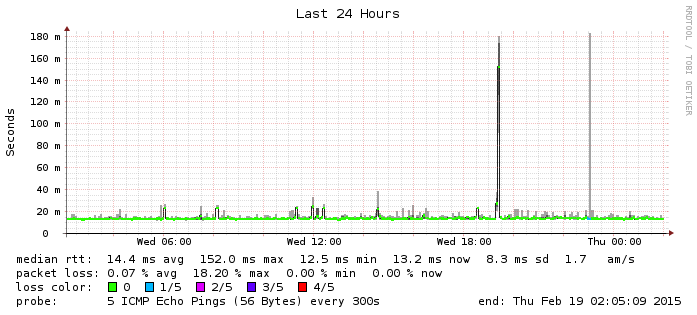 Last 24 Hours
RRDTOOL / TOBI OETIKER
Seconds
180 m
160 m
140 m
120 m
100 m
80 m
60 m
40 m
20 m
0
Wed 06:00 Wed 12:00 Wed 18:00 Thu 00:00
median rtt: 14.4 ms avg 152.0 ms max 12.5 ms min 13.2 ms now 8.3 ms sd 1.7 am/s
packet loss: 0.07 % avg 18.20 % max 0.00 % min 0.00 % now
loss color: 0 1/5 2/5 3/5 4/5
probe: 5 ICMP Echo Pings (56 Bytes) every 300s end: Thu Feb 19 02:05:09 2015